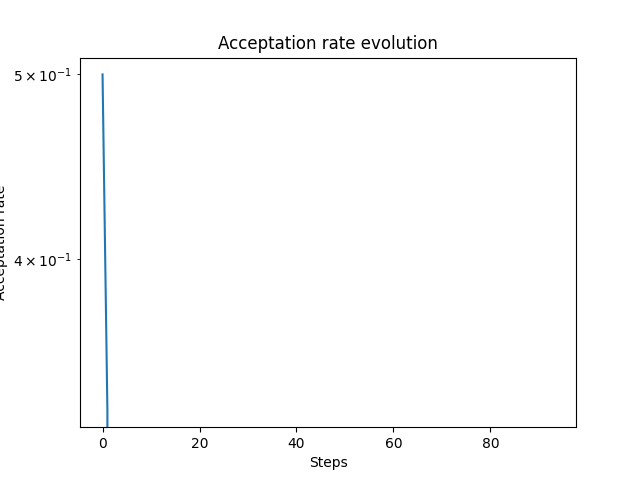 Acceptation rate evolution
5 × 10⁻¹
4 × 10⁻¹
Acceptation rate
0 20 40 60 80
Steps